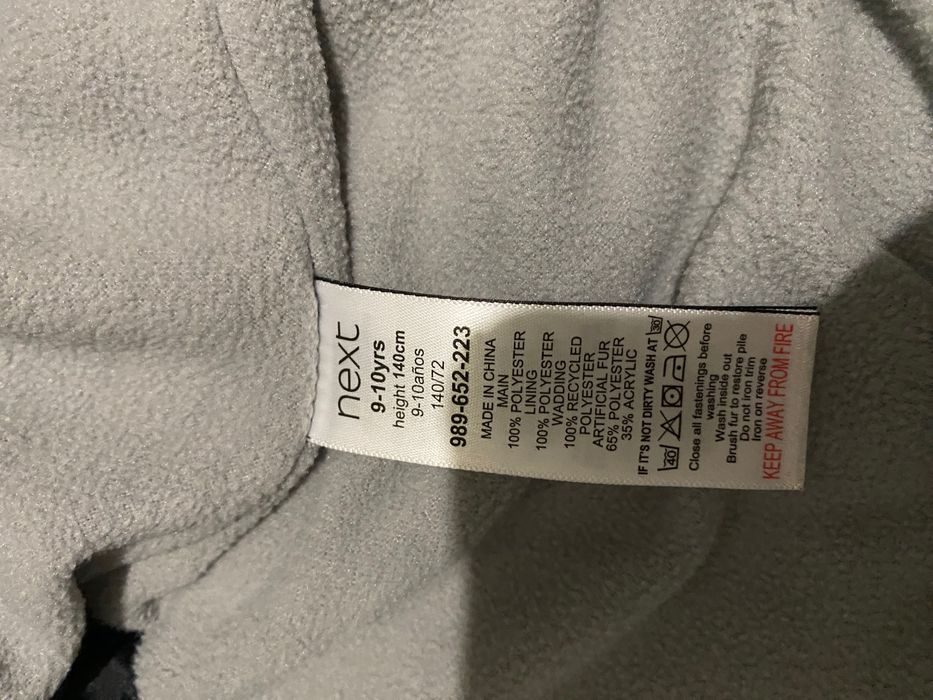 next
9-10yrs
height 140cm
9-10años
140/72
989-652-223
MADE IN CHINA
MAIN
100% POLYESTER
LINING
100% POLYESTER
WADDING
100% RECYCLED
POLYESTER
ARTIFICIAL FUR
65% POLYESTER
35% ACRYLIC
IF IT'S NOT DIRTY WASH AT 30
40
Close all fastenings before
washing
Wash inside out
Brush fur to restore pile
Do not iron trim
Iron on reverse
KEEP AWAY FROM FIRE